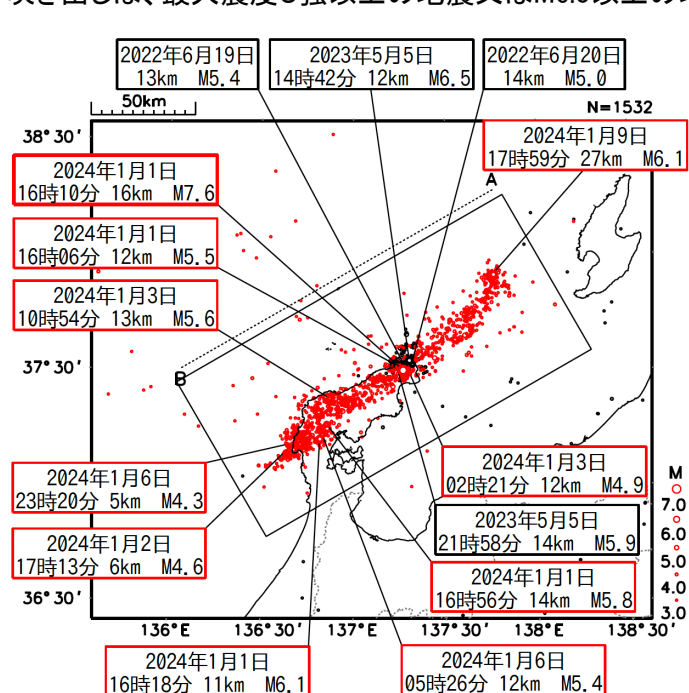 2022年6月19日
13km M5.4
2023年5月5日
14時42分 12km M6.5
2022年6月20日
14km M5.0
50km
N=1532
38°30′
2024年1月9日
17時59分 27km M6.1
2024年1月1日
16時10分 16km M7.6
A
2024年1月1日
16時06分 12km M5.5
2024年1月3日
10時54分 13km M5.6
37°30′
B
2024年1月6日
23時20分 5km M4.3
2024年1月3日
02時21分 12km M4.9
2023年5月5日
21時58分 14km M5.9
2024年1月2日
17時13分 6km M4.6
2024年1月1日
16時56分 14km M5.8
M
7.0
6.0
5.0
4.0
3.0
36°30′
136°E
136°30′
137°E
137°30′
138°E
138°30′
2024年1月1日
16時18分 11km M6.1
2024年1月6日
05時26分 12km M5.4